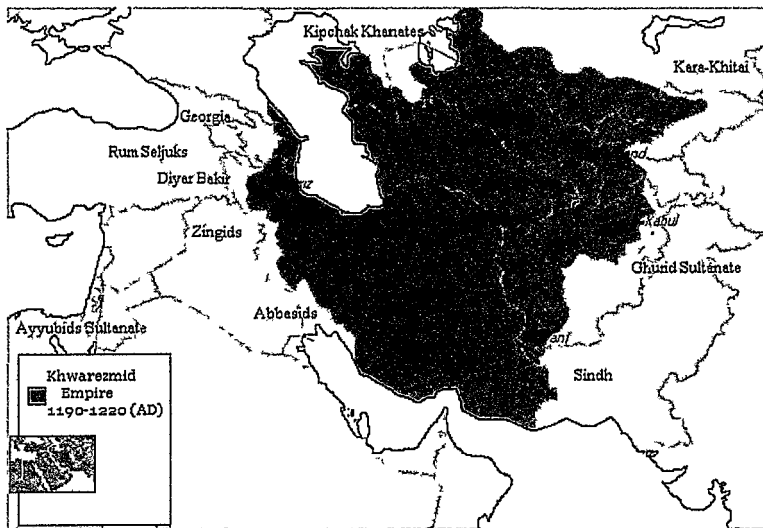 Kipchak Khanates
Kara-Khitai
Georgia
Rum Seljuks
Diyar Bakir
Zingids
Kabul
Ghurid Sultanate
Abbasids
Ayyubids Sultanate
Sindh
Khwarezmid
Empire
1190-1220 (AD)